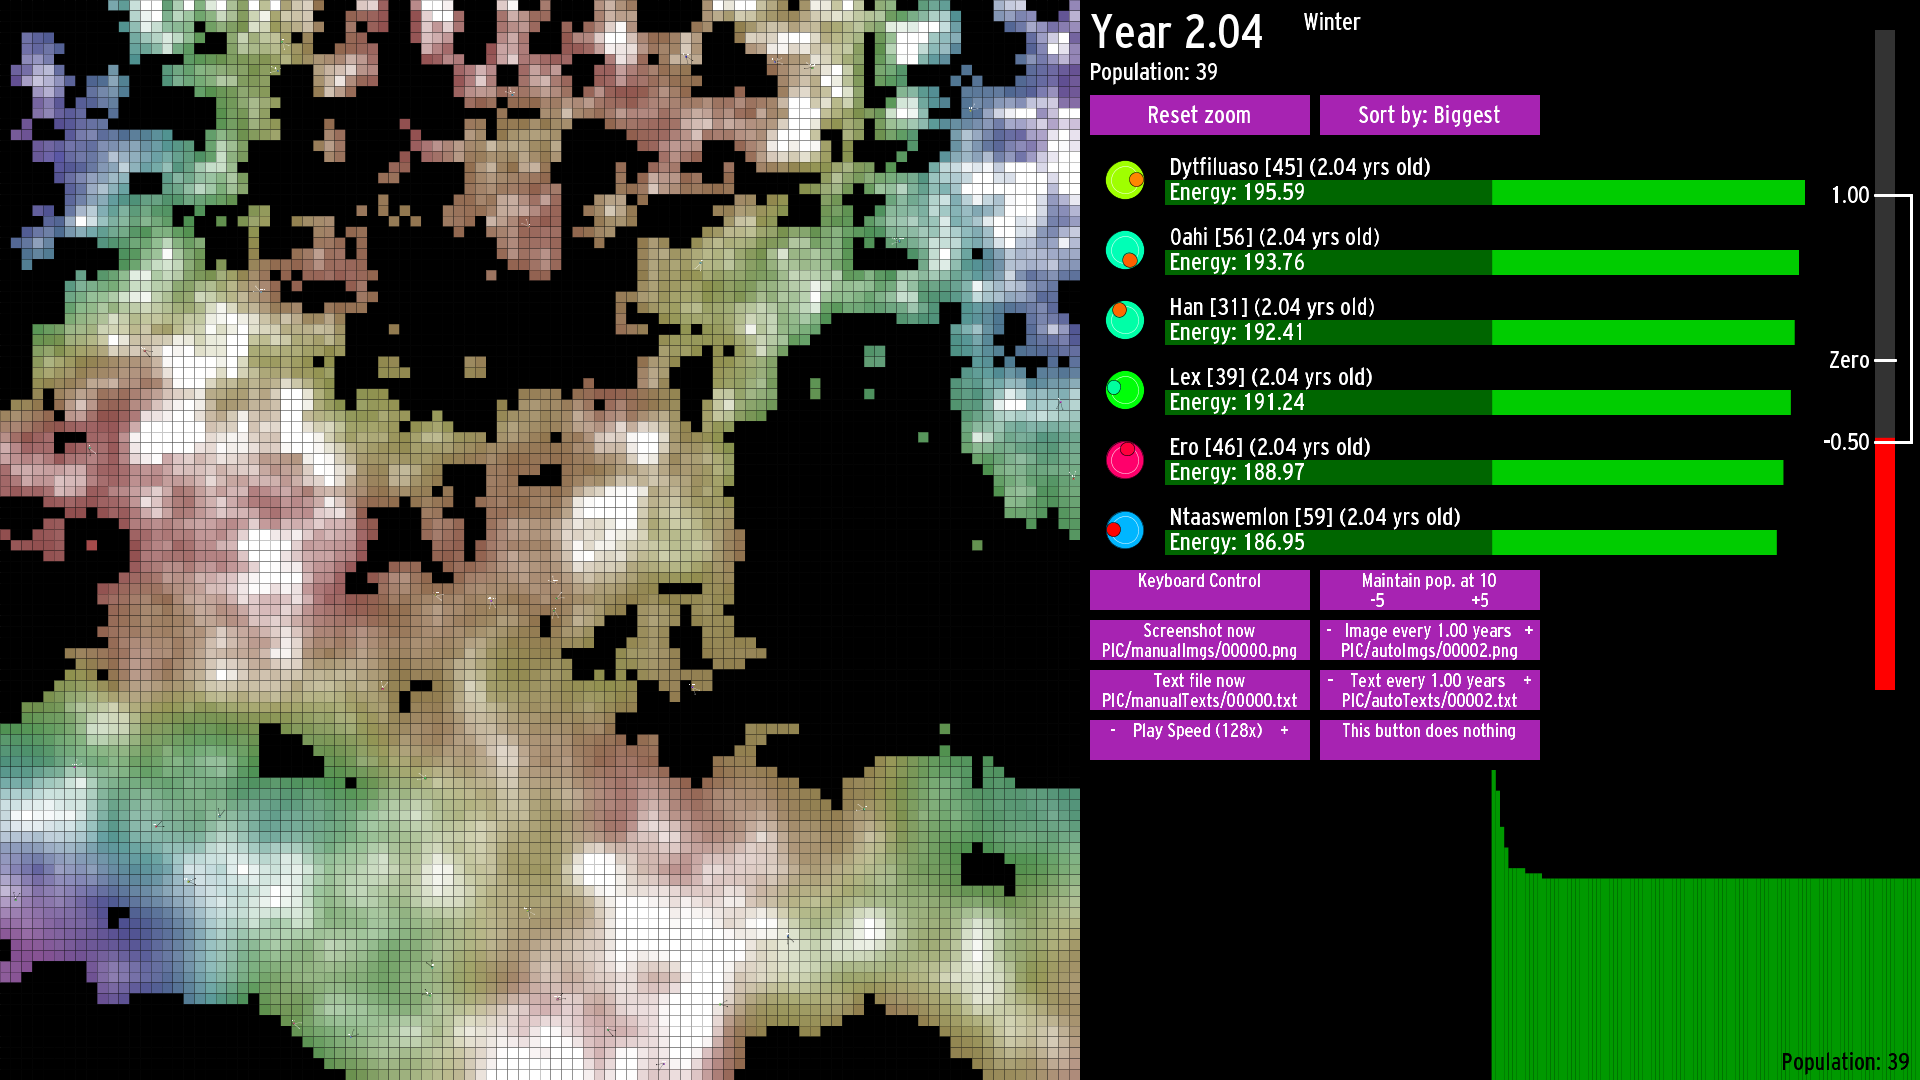 Year 2.04
Winter
Population: 39
Reset zoom
Sort by: Biggest
Dytfiluaso [45] (2.04 yrs old)
Energy: 195.59
Oahi [56] (2.04 yrs old)
Energy: 193.76
Han [31] (2.04 yrs old)
Energy: 192.41
Lex [39] (2.04 yrs old)
Energy: 191.24
Ero [46] (2.04 yrs old)
Energy: 188.97
Ntaaswemlon [59] (2.04 yrs old)
Energy: 186.95
1.00
Zero
-0.50
Keyboard Control
Maintain pop. at 10
-5 +5
Screenshot now
PIC/manualImgs/00000.png
- Image every 1.00 years +
PIC/autoImgs/00002.png
Text file now
PIC/manualTexts/00000.txt
- Text every 1.00 years +
PIC/autoTexts/00002.txt
- Play Speed (128x) +
This button does nothing
Population: 39